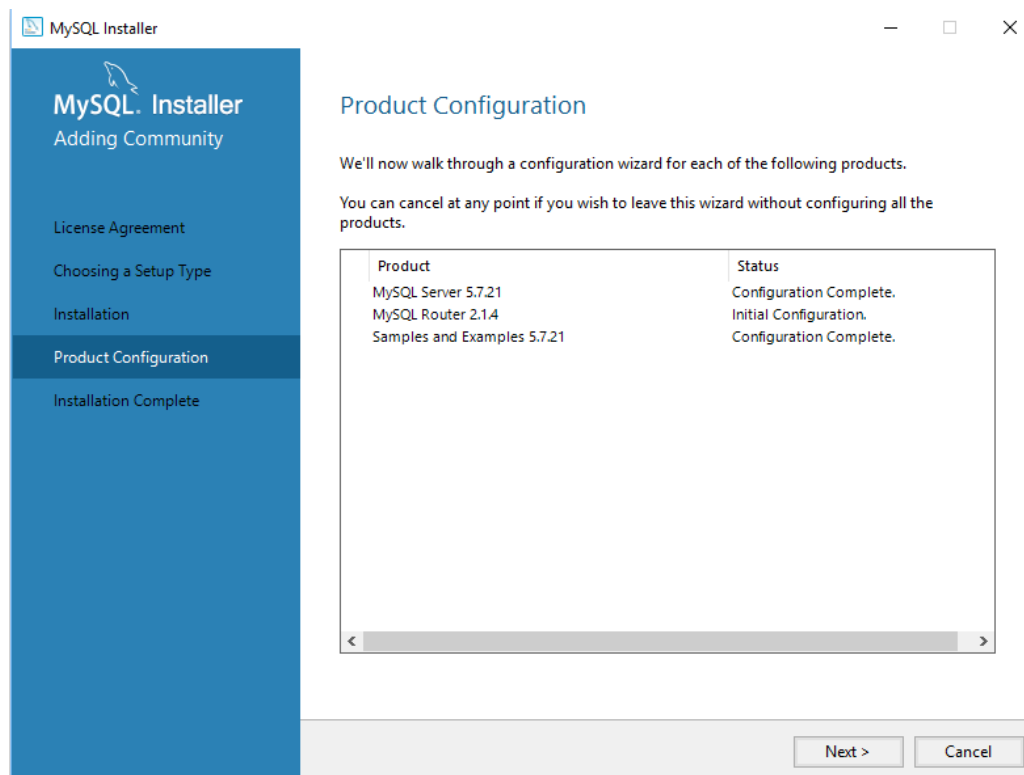 MySQL Installer
MySQL. Installer
Adding Community
License Agreement
Choosing a Setup Type
Installation
Product Configuration
Installation Complete
Product Configuration
We'll now walk through a configuration wizard for each of the following products.
You can cancel at any point if you wish to leave this wizard without configuring all the
products.
Product Status
MySQL Server 5.7.21 Configuration Complete.
MySQL Router 2.1.4 Initial Configuration.
Samples and Examples 5.7.21 Configuration Complete.
Next > Cancel